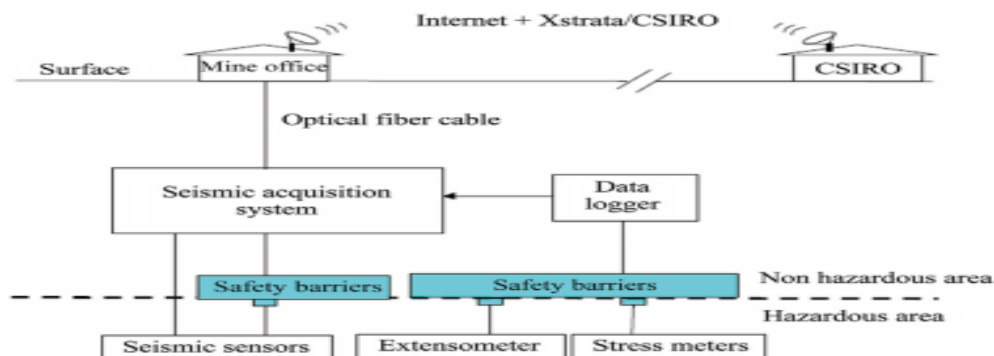 Internet + Xstrata/CSIRO
Surface
Mine office
CSIRO
Optical fiber cable
Seismic acquisition
system
Data
logger
Safety barriers
Safety barriers
Non hazardous area
Hazardous area
Seismic sensors
Extensometer
Stress meters